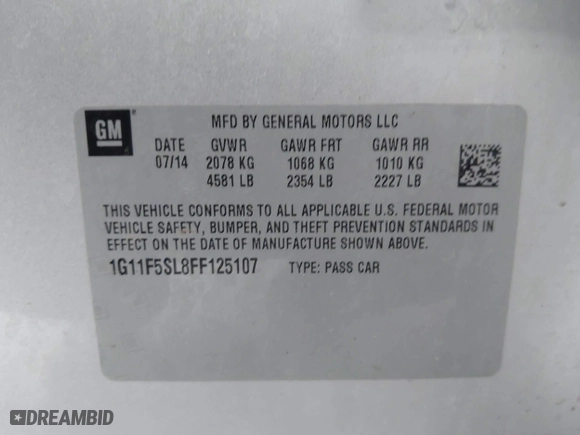 GM
MFD BY GENERAL MOTORS LLC
DATE GVWR GAWR FRT GAWR RR
07/14 2078 KG 1068 KG 1010 KG
4581 LB 2354 LB 2227 LB
THIS VEHICLE CONFORMS TO ALL APPLICABLE U.S. FEDERAL MOTOR
VEHICLE SAFETY, BUMPER, AND THEFT PREVENTION STANDARDS IN
EFFECT ON THE DATE OF MANUFACTURE SHOWN ABOVE.
1G11F5SL8FF125107 TYPE: PASS CAR
DREAMBID